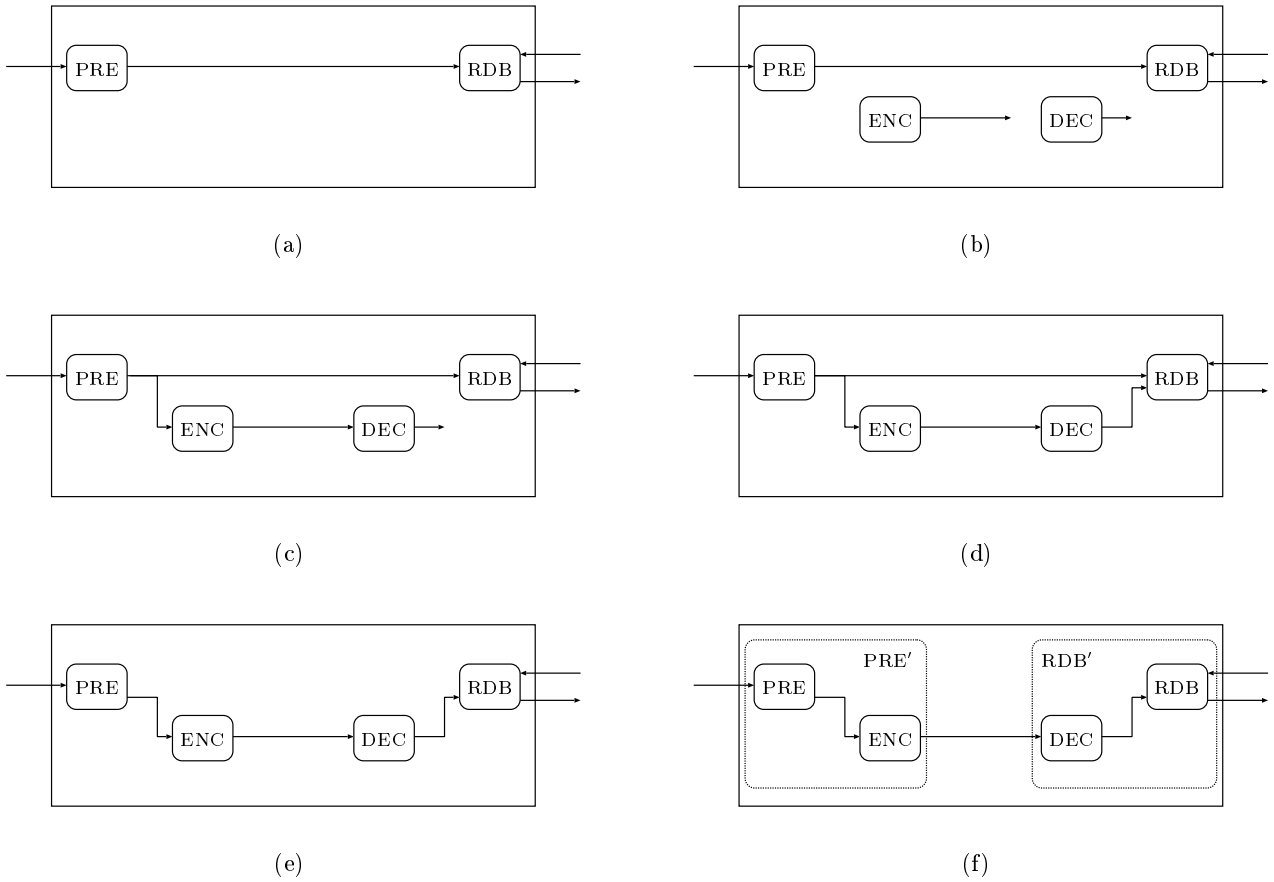 PRE RDB
PRE RDB
ENC DEC
(a) (b)
PRE RDB
ENC DEC
PRE RDB
ENC DEC
(c) (d)
PRE RDB
ENC DEC
PRE′ RDB′
PRE RDB
ENC DEC
(e) (f)